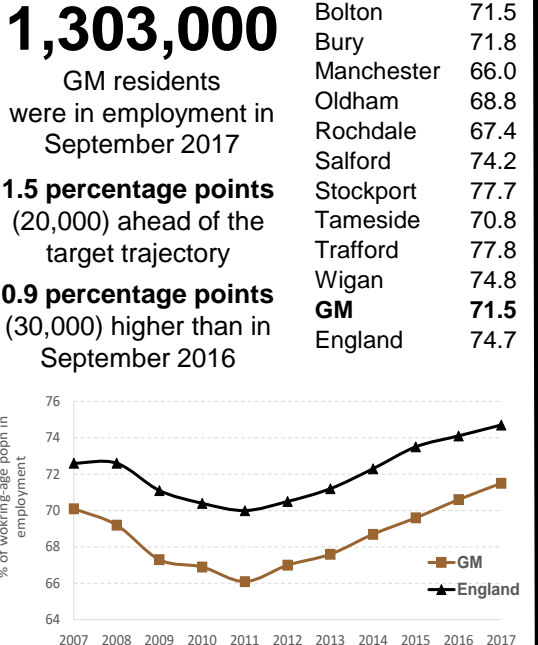 1,303,000
GM residents
were in employment in
September 2017
1.5 percentage points
(20,000) ahead of the
target trajectory
0.9 percentage points
(30,000) higher than in
September 2016
Bolton 71.5
Bury 71.8
Manchester 66.0
Oldham 68.8
Rochdale 67.4
Salford 74.2
Stockport 77.7
Tameside 70.8
Trafford 77.8
Wigan 74.8
GM 71.5
England 74.7
% of wokring-age popn in
employment
76
74
72
70
68
66
64
GM
England
2007 2008 2009 2010 2011 2012 2013 2014 2015 2016 2017